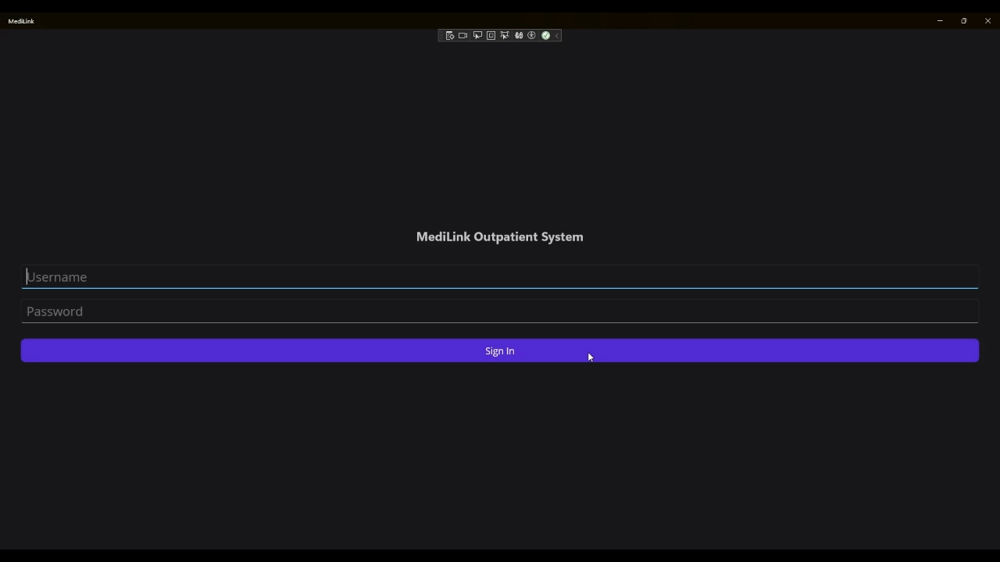 MediLink
MediLink Outpatient System
Username
Password
Sign In